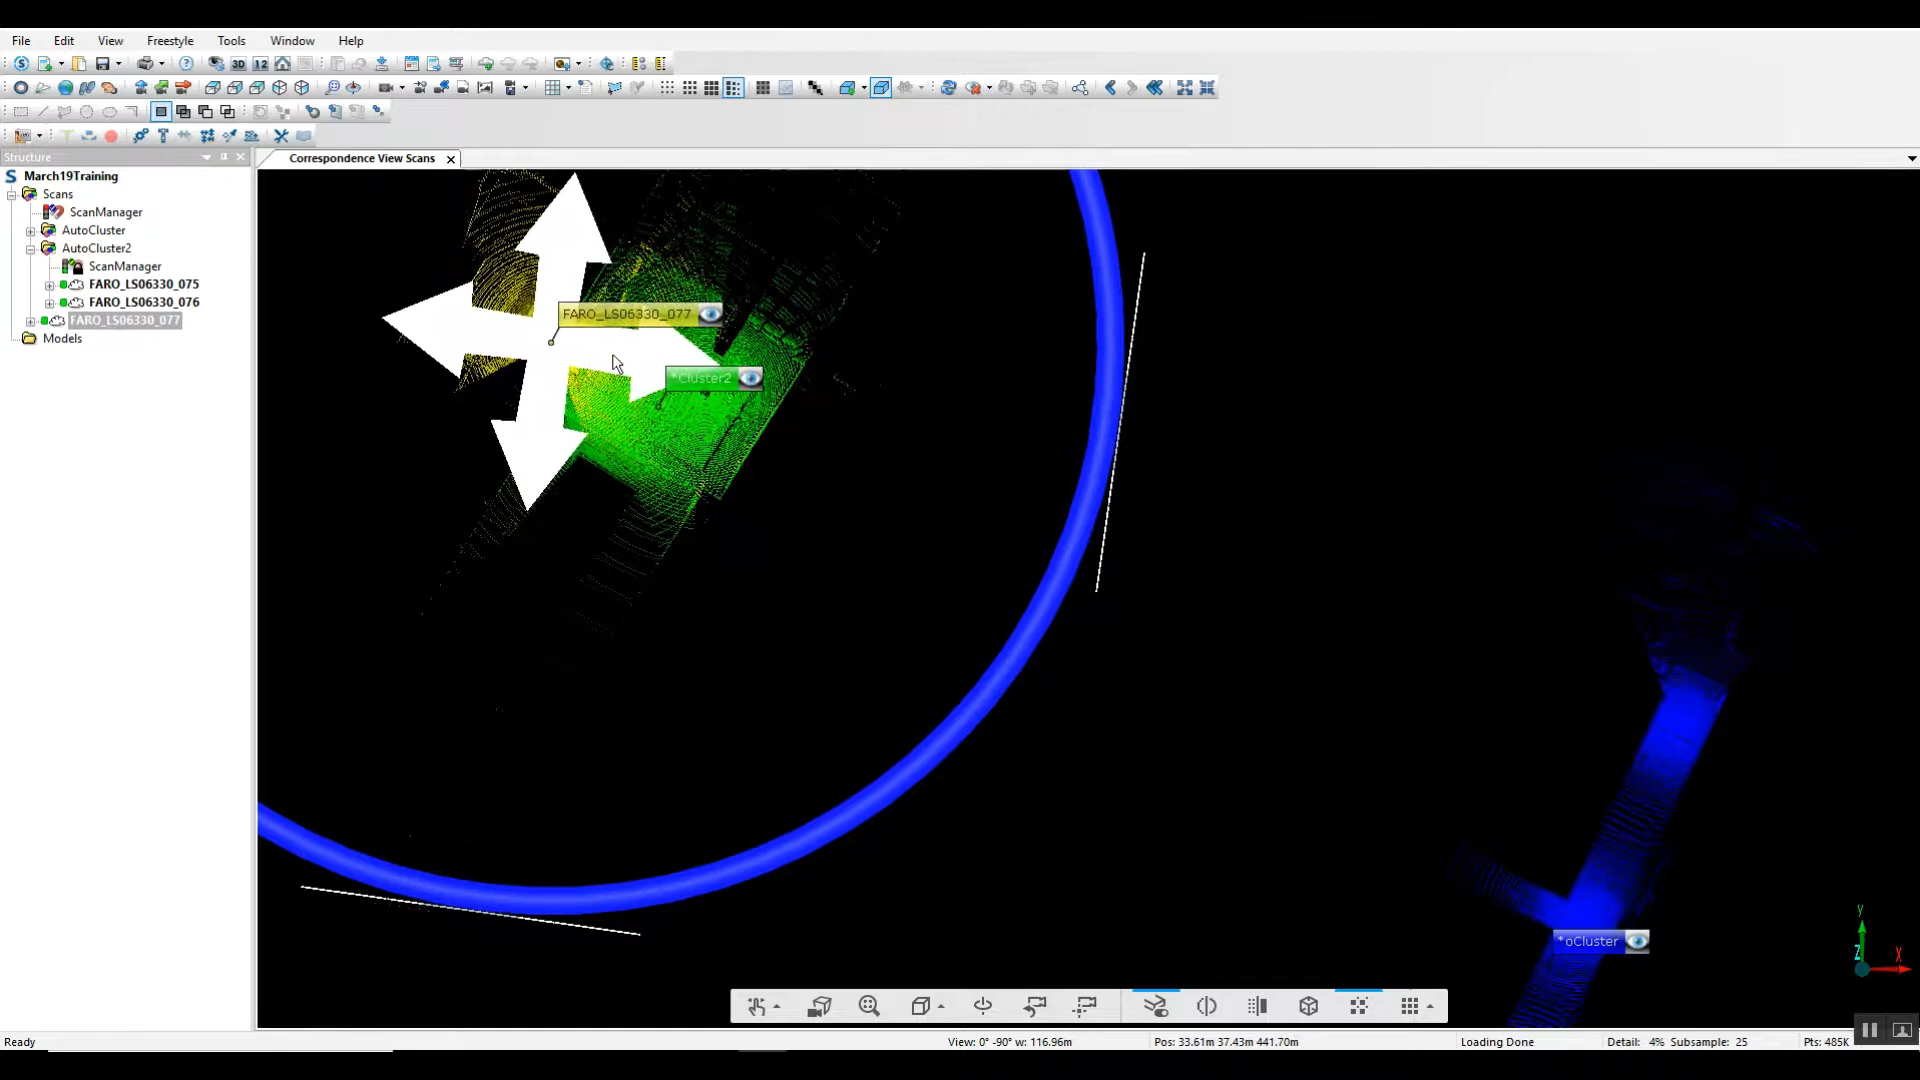 File Edit View Freestyle Tools Window Help
3D 12
Structure
Correspondence View Scans
March19Training
Scans
ScanManager
AutoCluster
AutoCluster2
ScanManager
FARO_LS06330_075
FARO_LS06330_076
FARO_LS06330_077
Models
FARO_LS06330_077
*Cluster2
*oCluster
Y
Z X
Ready
View: 0° -90° w: 116.96m
Pos: 33.61m 37.43m 441.70m
Loading Done
Detail: 4% Subsample: 25
Pts: 485K